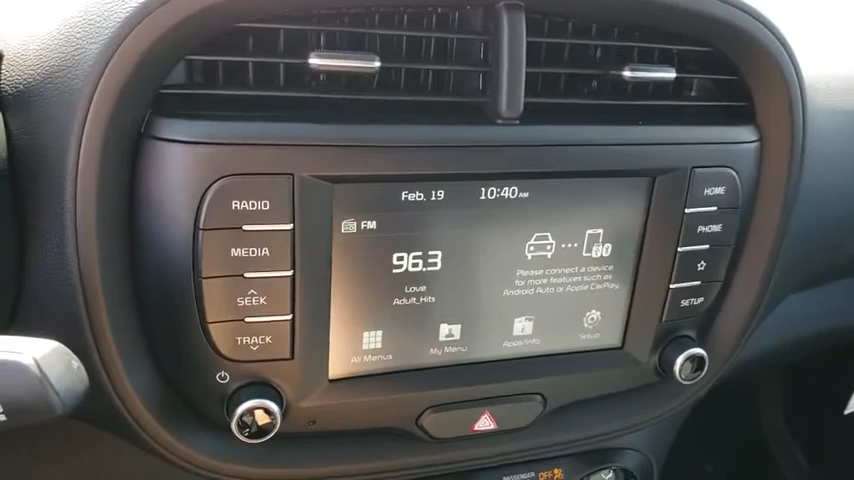 Feb. 19 10:40 AM
RADIO
MEDIA
SEEK
TRACK
FM
96.3
Love
Adult_Hits
Please connect a device
for more features such as
Android Auto or Apple CarPlay.
All Menus
My Menu
Apps/Info
Setup
HOME
PHONE
SETUP
PASSENGER
OFF